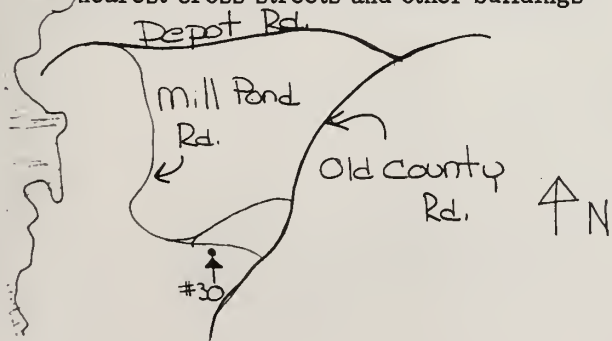 nearest cross streets and other buildings
Depot Rd.
Mill Pond
Rd.
Old County
Rd.
N
#30